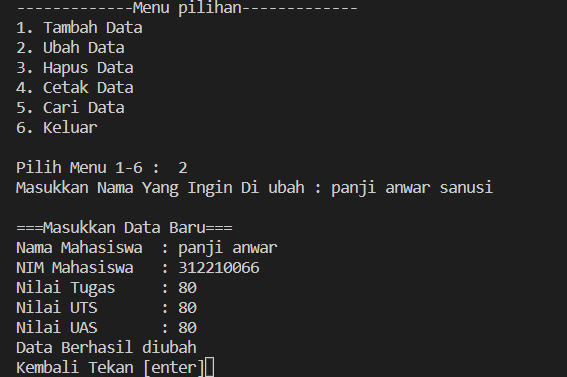 -------------Menu pilihan-------------
1. Tambah Data
2. Ubah Data
3. Hapus Data
4. Cetak Data
5. Cari Data
6. Keluar
Pilih Menu 1-6 :  2
Masukkan Nama Yang Ingin Di ubah : panji anwar sanusi
===Masukkan Data Baru===
Nama Mahasiswa  : panji anwar
NIM Mahasiswa   : 312210066
Nilai Tugas     : 80
Nilai UTS       : 80
Nilai UAS       : 80
Data Berhasil diubah
Kembali Tekan [enter]